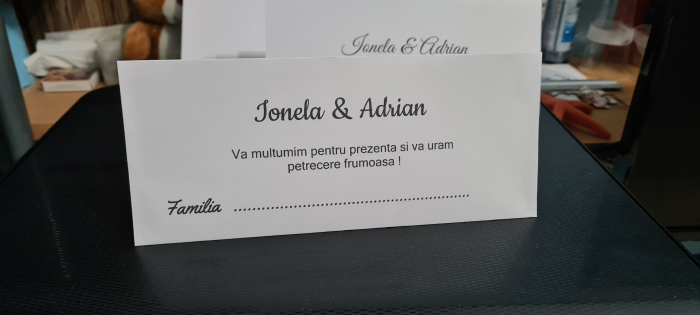 Ionela & Adrian
Ionela & Adrian
Va multumim pentru prezenta si va uram
petrecere frumoasa !
Familia ......................................................